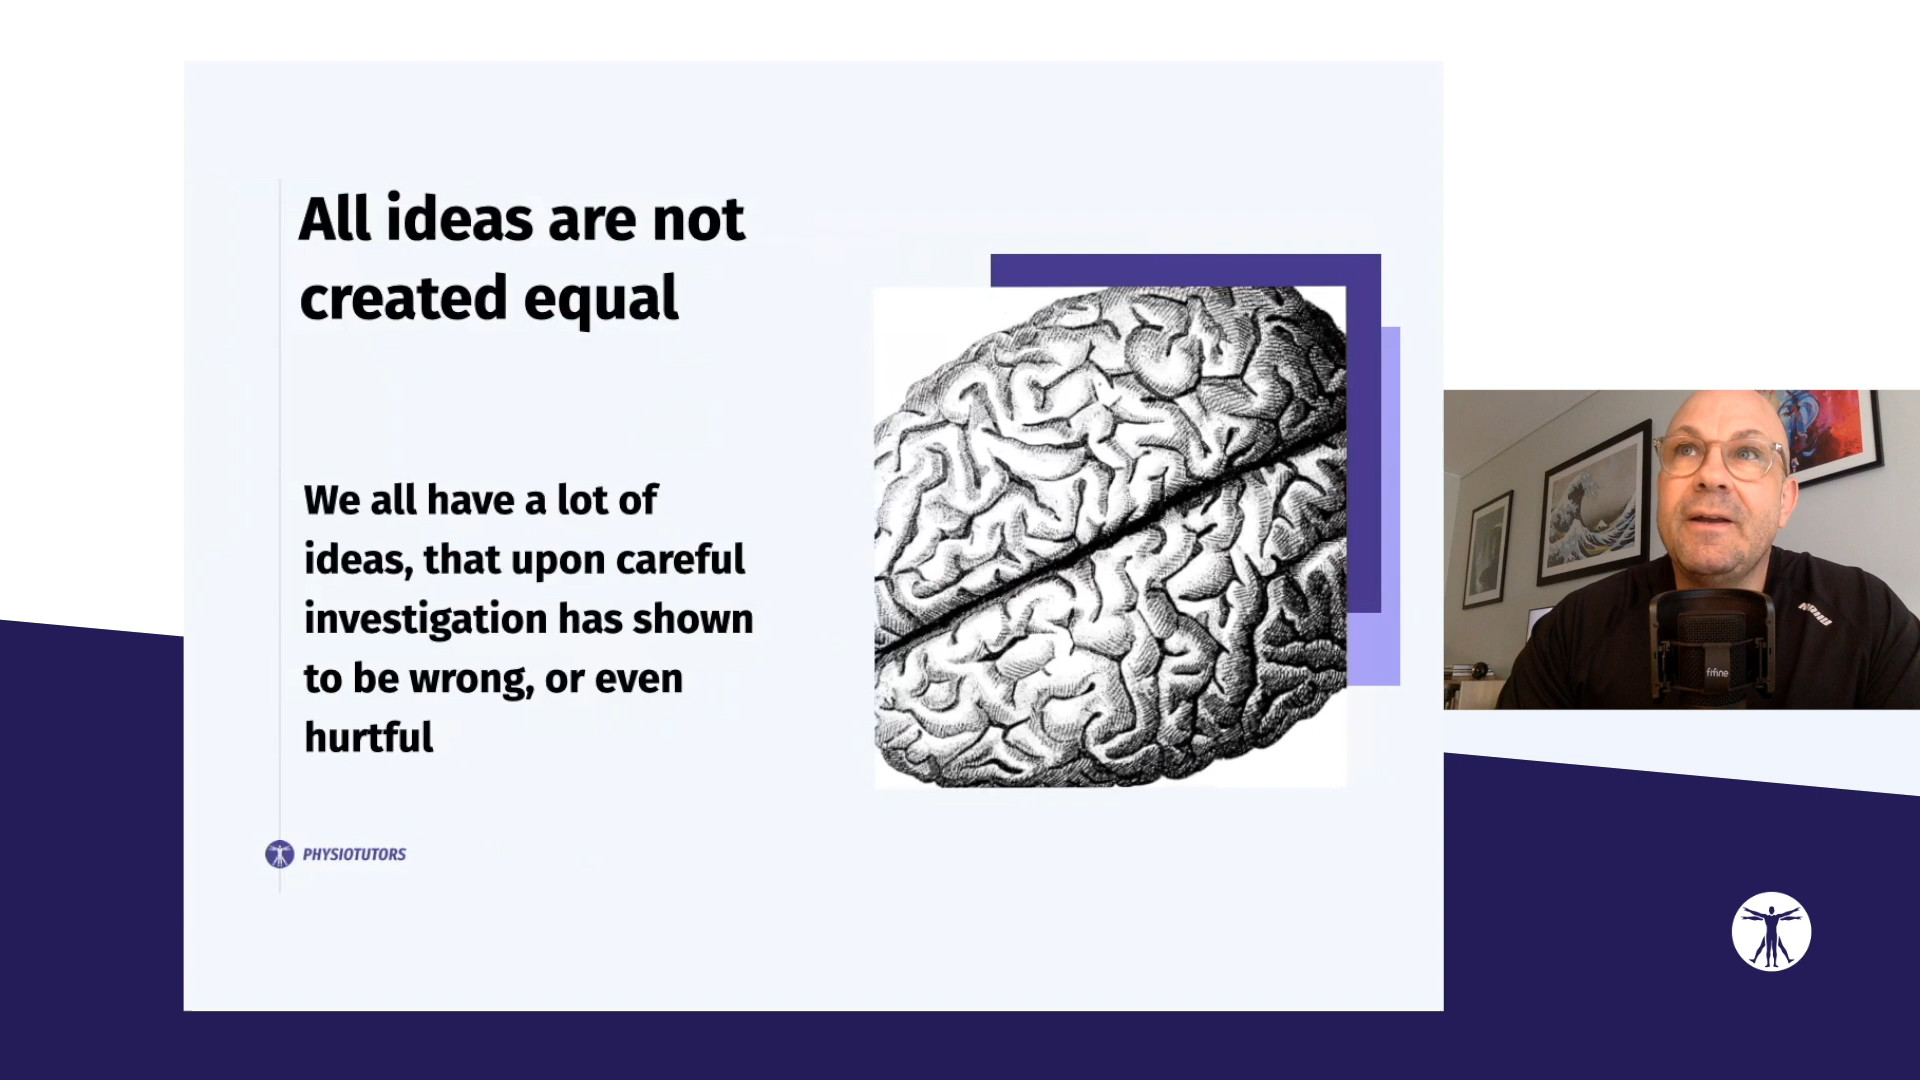 All ideas are not
created equal
We all have a lot of
ideas, that upon careful
investigation has shown
to be wrong, or even
hurtful
PHYSIOTUTORS
fifine